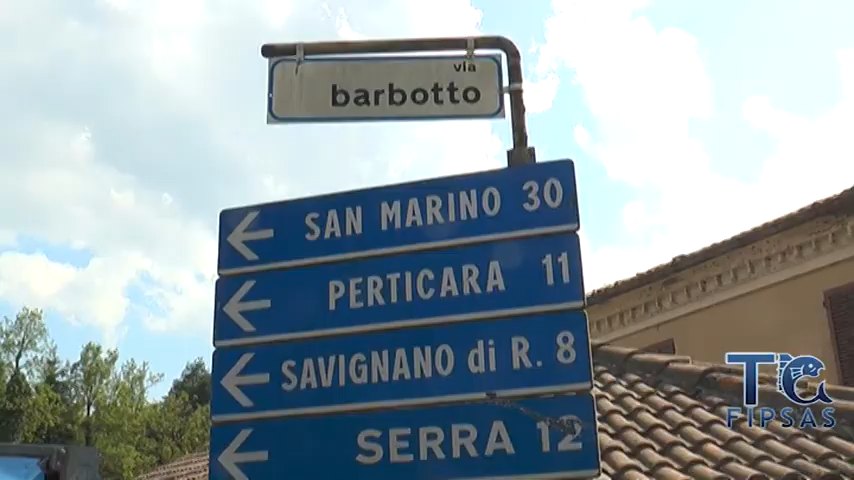 via
barbotto
SAN MARINO 30
PERTICARA 11
SAVIGNANO di R. 8
SERRA 12
TG
FIPSAS